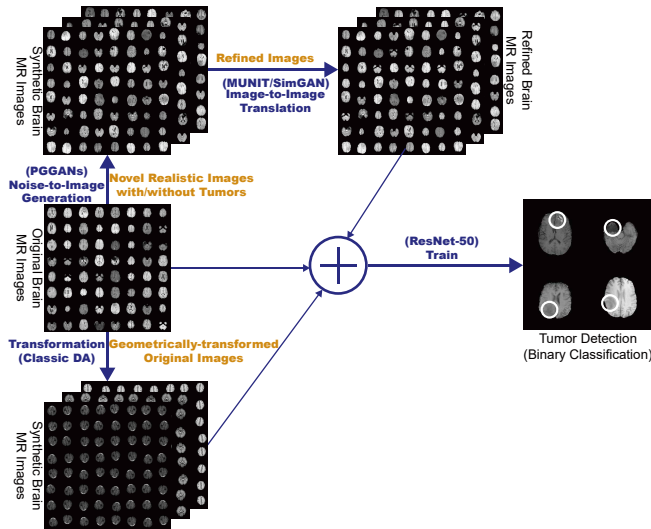 Synthetic Brain
MR Images
Refined Images
(MUNIT/SimGAN)
Image-to-Image
Translation
Refined Brain
MR Images
(PGGANs)
Noise-to-Image
Generation
Novel Realistic Images
with/without Tumors
Original Brain
MR Images
(ResNet-50)
Train
Tumor Detection
(Binary Classification)
Transformation
(Classic DA)
Geometrically-transformed
Original Images
Synthetic Brain
MR Images